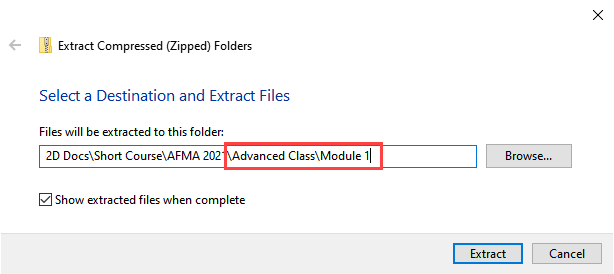 Extract Compressed (Zipped) Folders
Select a Destination and Extract Files
Files will be extracted to this folder:
2D Docs\Short Course\AFMA 2021\Advanced Class\Module 1
Browse...
Show extracted files when complete
Extract
Cancel